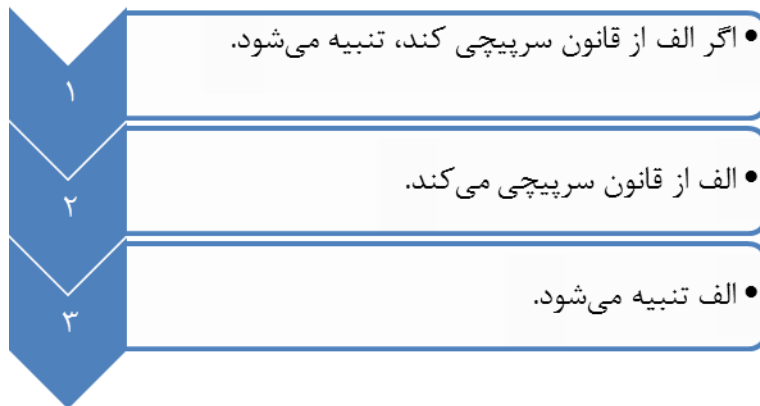 ۱
• اگر الف از قانون سرپیچی کند، تنبیه می‌شود.
۲
• الف از قانون سرپیچی می‌کند.
۳
• الف تنبیه می‌شود.